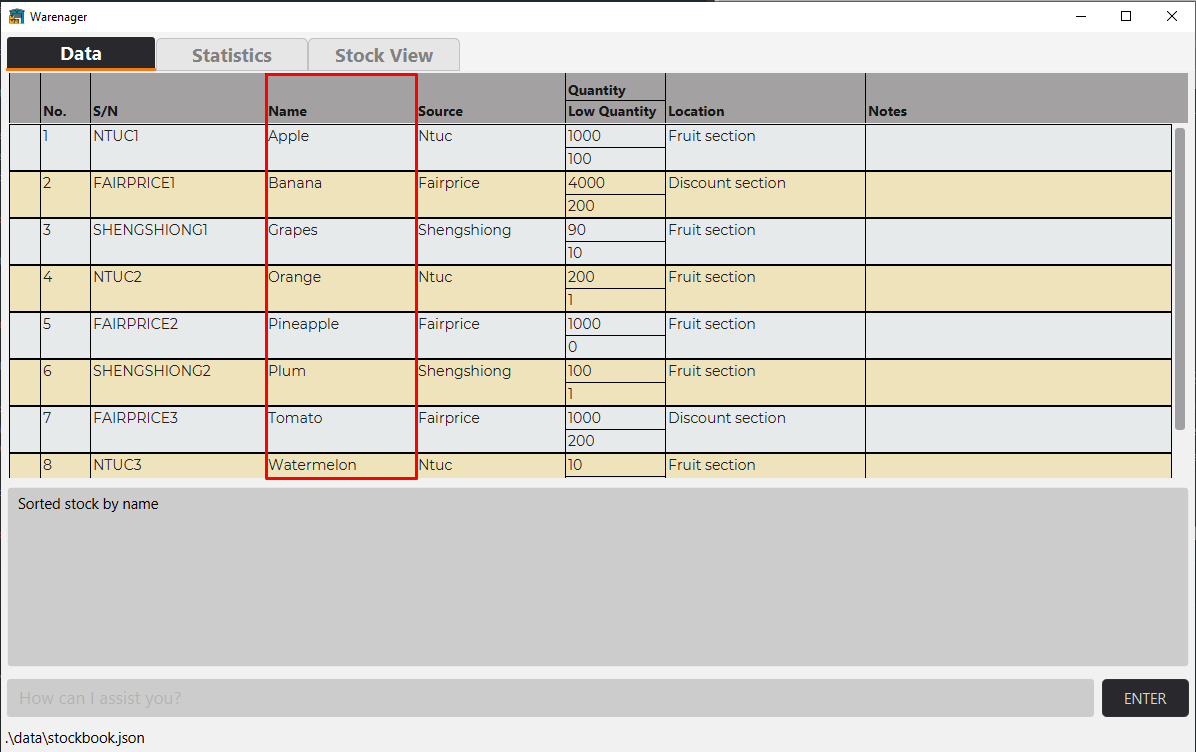 Warenager
Data Statistics Stock View
Quantity
No. S/N Name Source Low Quantity Location Notes
1 NTUC1 Apple Ntuc 1000 Fruit section
100
2 FAIRPRICE1 Banana Fairprice 4000 Discount section
200
3 SHENGSHIONG1 Grapes Shengshiong 90 Fruit section
10
4 NTUC2 Orange Ntuc 200 Fruit section
1
5 FAIRPRICE2 Pineapple Fairprice 1000 Fruit section
0
6 SHENGSHIONG2 Plum Shengshiong 100 Fruit section
1
7 FAIRPRICE3 Tomato Fairprice 1000 Discount section
200
8 NTUC3 Watermelon Ntuc 10 Fruit section
Sorted stock by name
How can I assist you? ENTER
.\data\stockbook.json